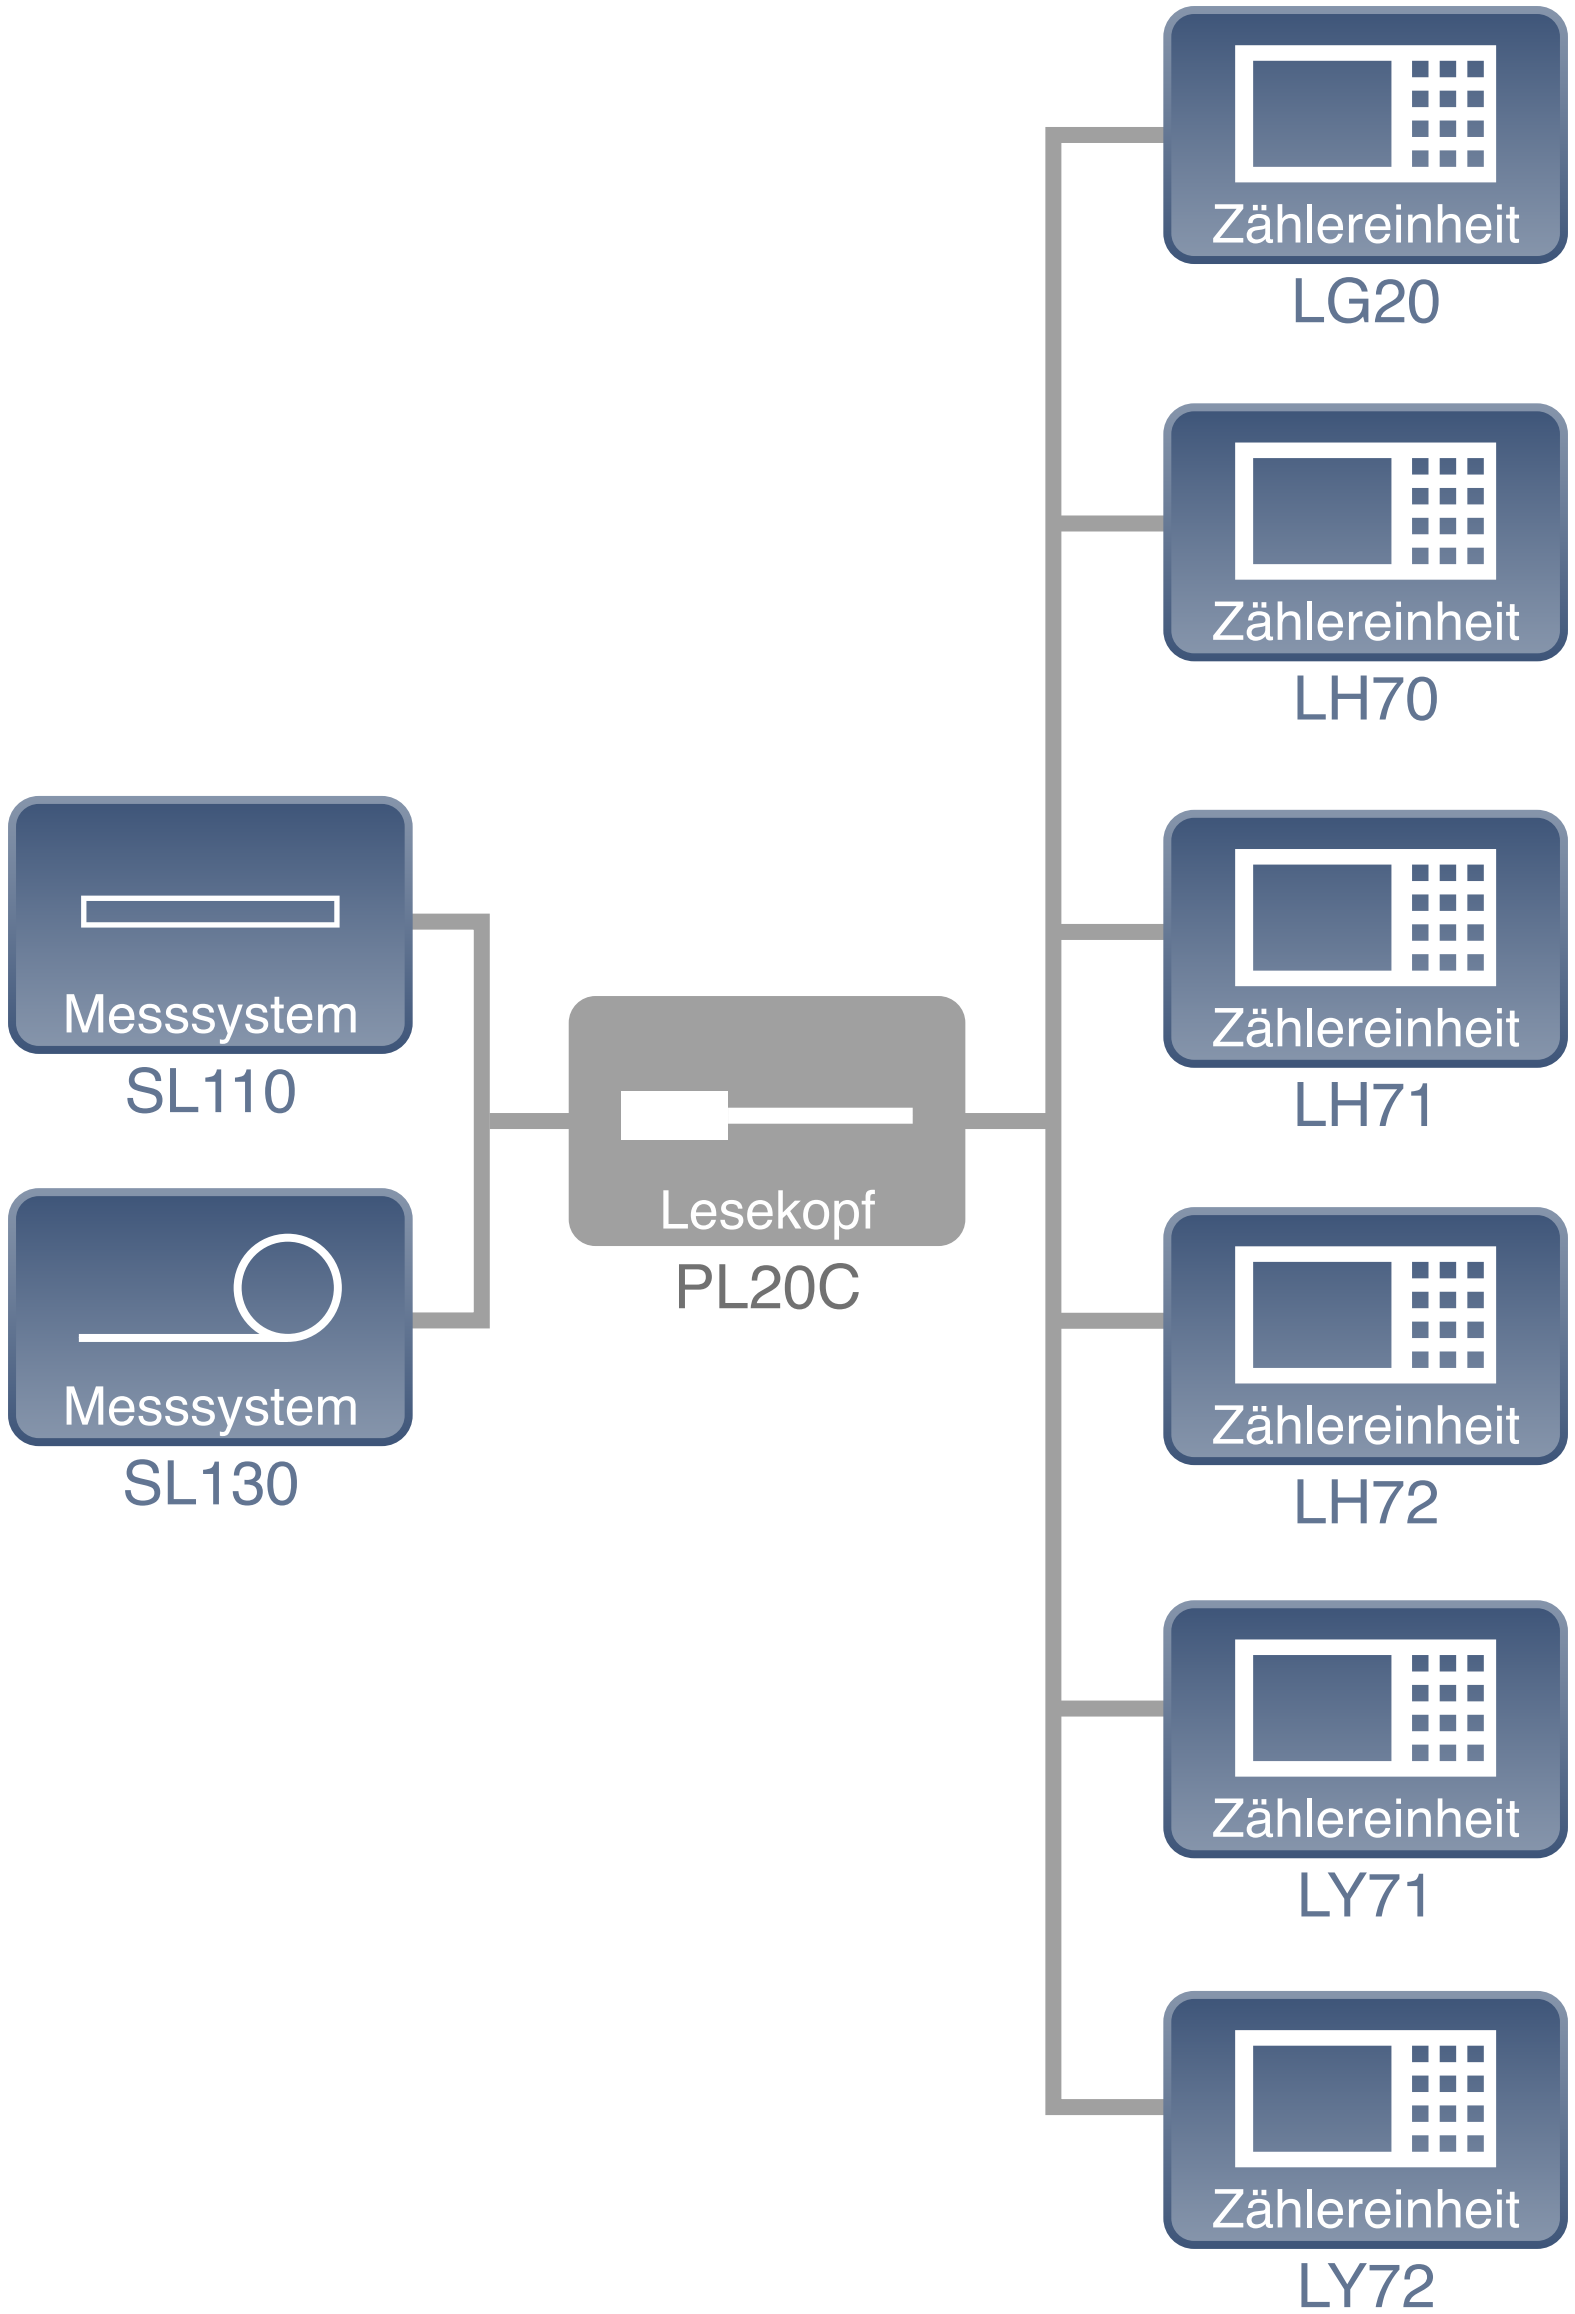 Zählereinheit
LG20
Zählereinheit
LH70
Messsystem
SL110
Messsystem
SL130
Lesekopf
PL20C
Zählereinheit
LH71
Zählereinheit
LH72
Zählereinheit
LY71
Zählereinheit
LY72